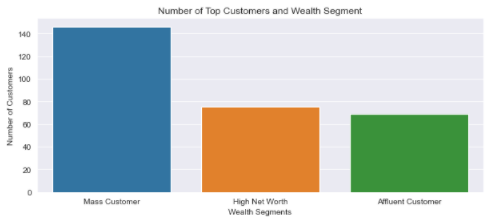 Number of Top Customers and Wealth Segment
Number of Customers
140
120
100
80
60
40
20
0
Mass Customer High Net Worth Affluent Customer
Wealth Segments